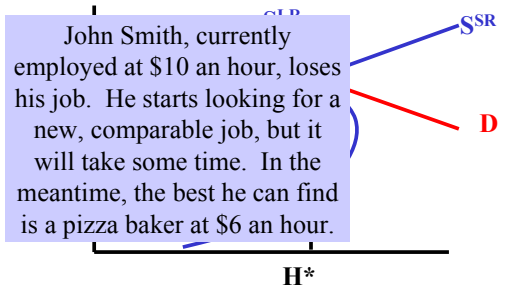 S^SR
John Smith, currently
employed at $10 an hour, loses
his job. He starts looking for a
new, comparable job, but it
will take some time. In the
meantime, the best he can find
is a pizza baker at $6 an hour.
D
H*